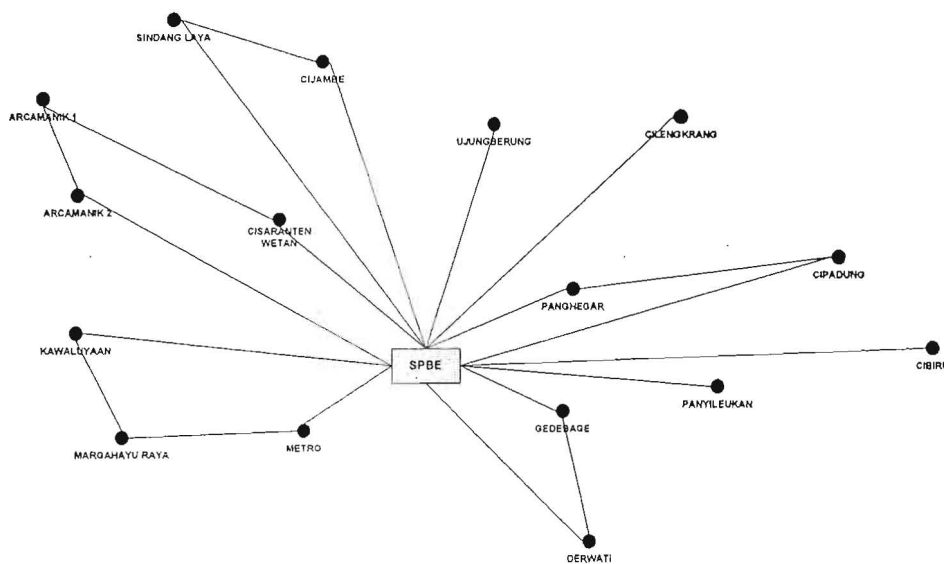 SINDANG LAYA
CIJAMBE
ARCAMANIK 1
UJUNGBERUNG
CILENGKRANG
ARCAMANIK 2
CISARANTEN
WETAN
CIPADUNG
PANGHEGAR
KAWALUYAAN
SPBE
CIBIRU
PANYILEUKAN
GEDEBAGE
METRO
MARGAHAYU RAYA
DERWATI